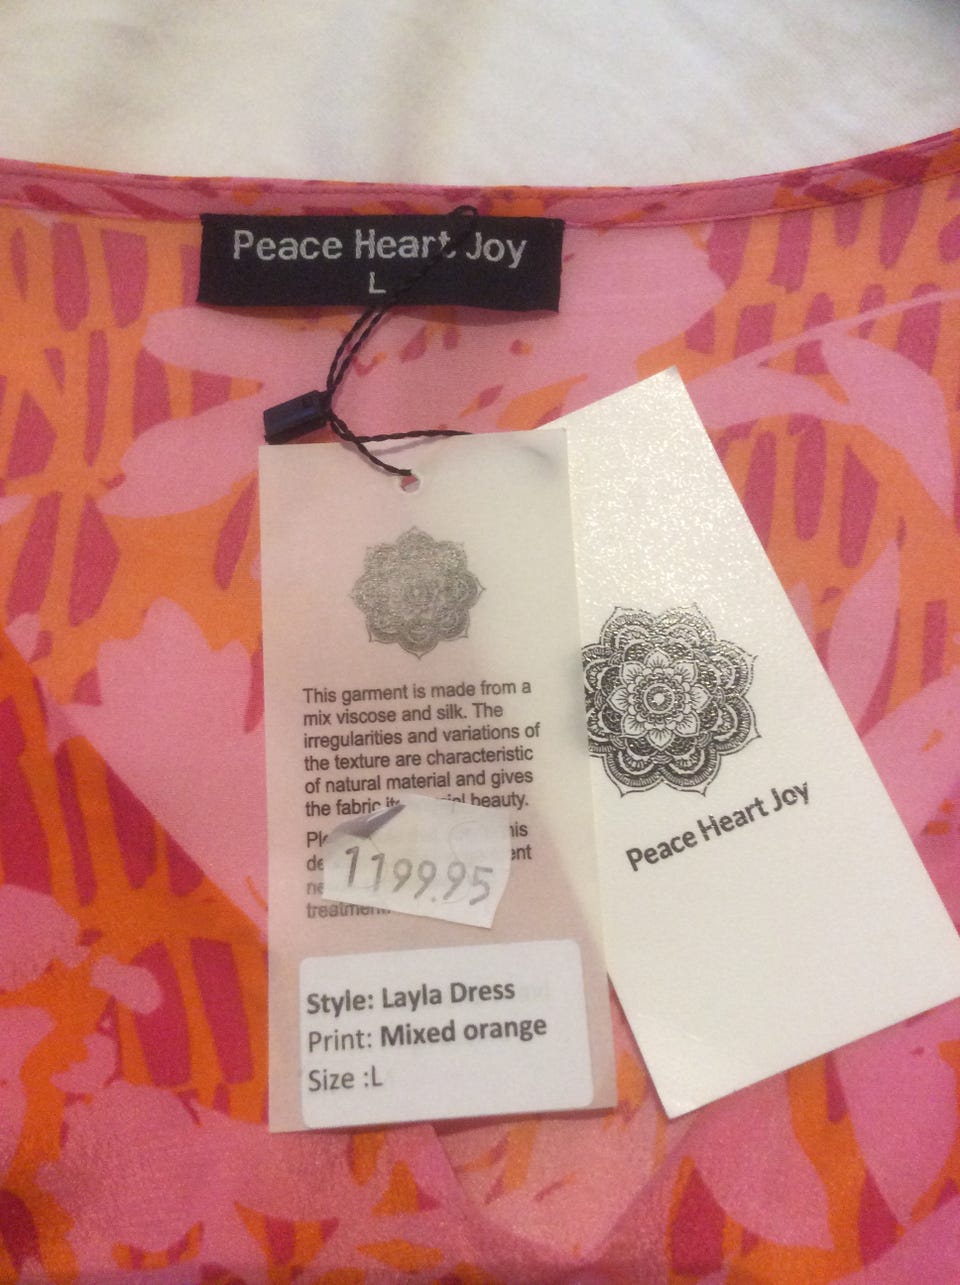 Peace Heart Joy
L
This garment is made from a
mix viscose and silk. The
irregularities and variations of
the texture are characteristic
of natural material and gives
the fabric beauty.
treatment.
1199.95
Style: Layla Dress
Print: Mixed orange
Size :L
Peace Heart Joy